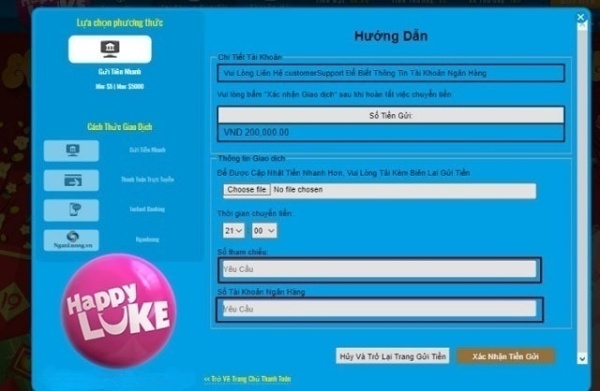 Lựa chọn phương thức
Gửi Tiền Nhanh
Min: $5 | Max: $5000
Cách Thức Giao Dịch
Gửi Tiền Nhanh
Thanh Toán Trực Tuyến
Instant Banking
NganLuong.vn
Nganluong
Happy
LUKE
Hướng Dẫn
Chi Tiết Tài Khoản
Vui Lòng Liên Hệ customerSupport Để Biết Thông Tin Tài Khoản Ngân Hàng
Vui lòng bấm "Xác nhận Giao dịch" sau khi hoàn tất việc chuyển tiền.
Số Tiền Gửi:
VND 200,000.00
Thông tin Giao dịch
Để Được Cập Nhật Tiền Nhanh Hơn, Vui Lòng Tải Kèm Biên Lai Gửi Tiền
Choose file No file chosen
Thời gian chuyển tiền:
21 00
Số tham chiếu:
Yêu Cầu
Số Tài Khoản Ngân Hàng
Yêu Cầu
Hủy Và Trở Lại Trang Gửi Tiền
Xác Nhận Tiền Gửi
<< Trở Về Trang Chủ Thanh Toán